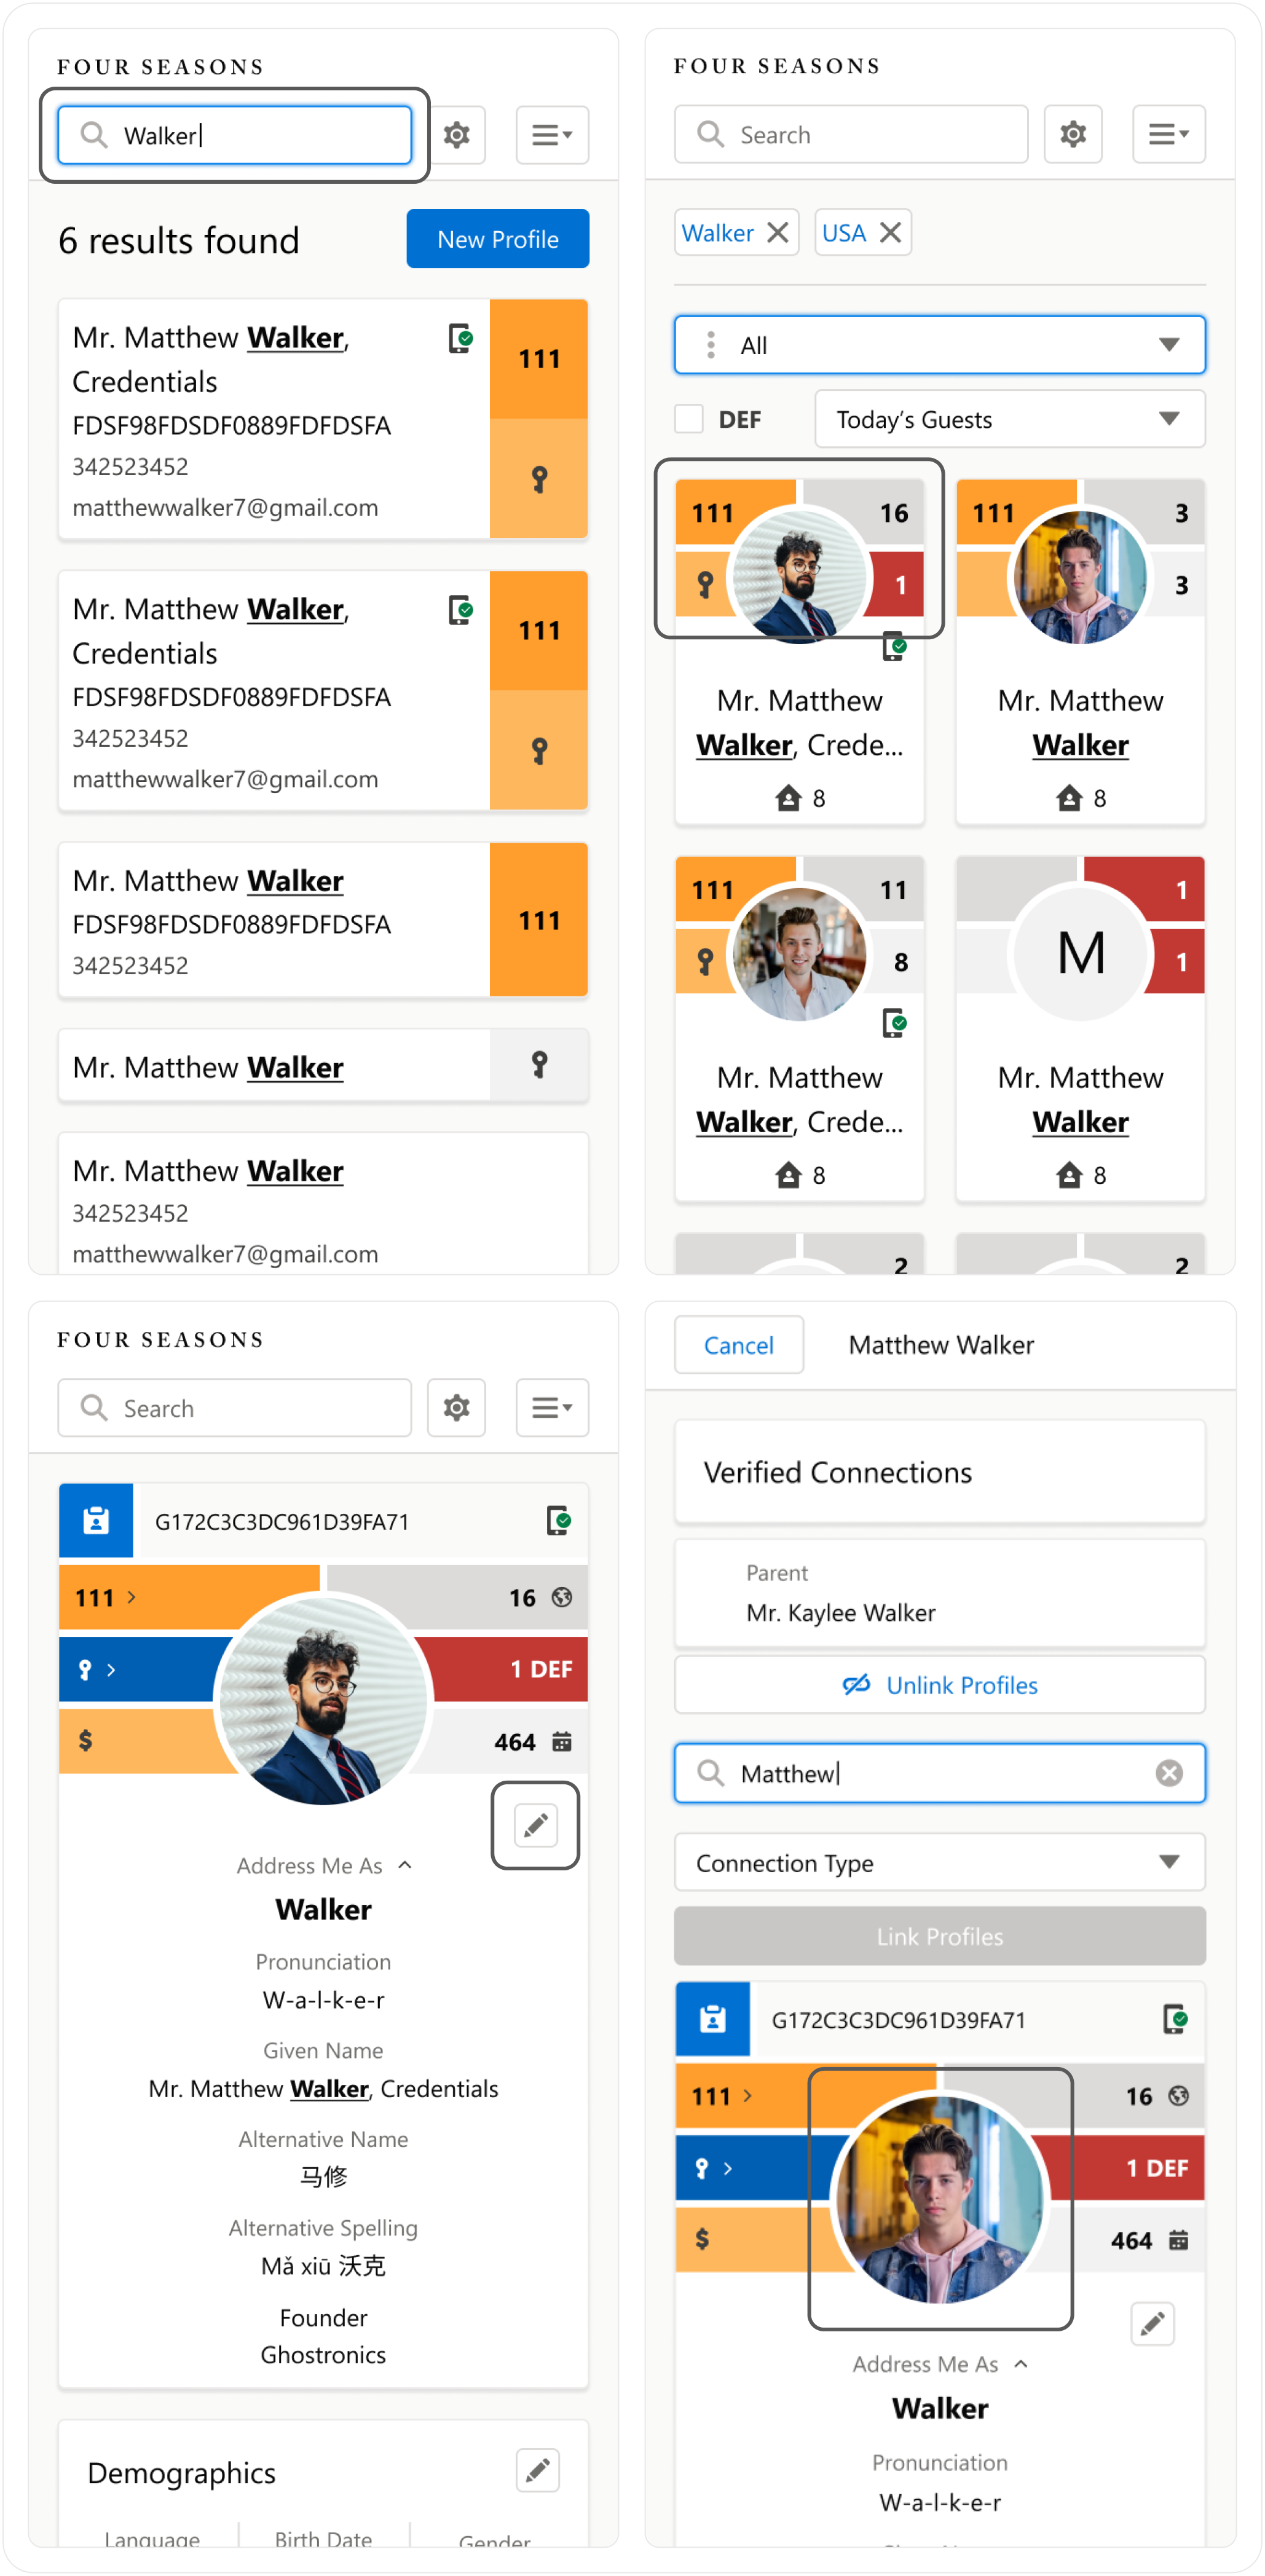 FOUR SEASONS
Walker
6 results found
New Profile
Mr. Matthew Walker,
Credentials
FDSF98FDSDF0889FDFDSFA
342523452
matthewwalker7@gmail.com
111
Mr. Matthew Walker,
Credentials
FDSF98FDSDF0889FDFDSFA
342523452
matthewwalker7@gmail.com
111
Mr. Matthew Walker
FDSF98FDSDF0889FDFDSFA
342523452
111
Mr. Matthew Walker
Mr. Matthew Walker
342523452
matthewwalker7@gmail.com
FOUR SEASONS
Search
Walker
USA
All
DEF
Today’s Guests
111
16
1
Mr. Matthew
Walker, Crede...
8
111
3
3
Mr. Matthew
Walker
8
111
11
8
Mr. Matthew
Walker, Crede...
8
1
M
1
Mr. Matthew
Walker
8
2
2
FOUR SEASONS
Search
G172C3C3DC961D39FA71
111
16
1 DEF
$
464
Address Me As
Walker
Pronunciation
W-a-l-k-e-r
Given Name
Mr. Matthew Walker, Credentials
Alternative Name
马修
Alternative Spelling
Mǎ xiū 沃克
Founder
Ghostronics
Demographics
Language
Birth Date
Gender
Cancel
Matthew Walker
Verified Connections
Parent
Mr. Kaylee Walker
Unlink Profiles
Matthew
Connection Type
Link Profiles
G172C3C3DC961D39FA71
111
16
1 DEF
$
464
Address Me As
Walker
Pronunciation
W-a-l-k-e-r